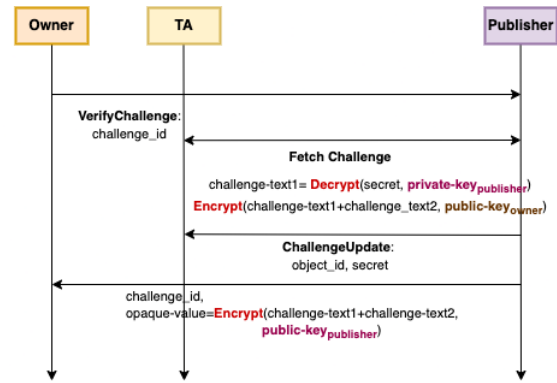 Owner
TA
Publisher
VerifyChallenge:
challenge_id
Fetch Challenge
challenge-text1= Decrypt(secret, private-keypublisher)
Encrypt(challenge-text1+challenge_text2, public-keyowner)
ChallengeUpdate:
object_id, secret
challenge_id,
opaque-value=Encrypt(challenge-text1+challenge-text2,
public-keypublisher)